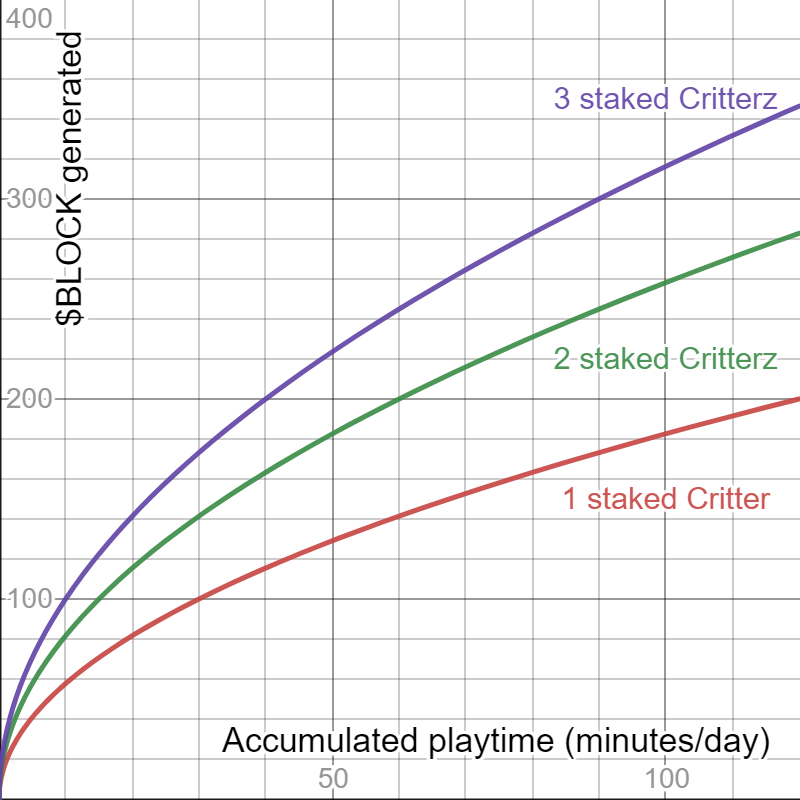 400
$BLOCK generated
3 staked Critterz
300
2 staked Critterz
200
1 staked Critter
100
Accumulated playtime (minutes/day)
50
100